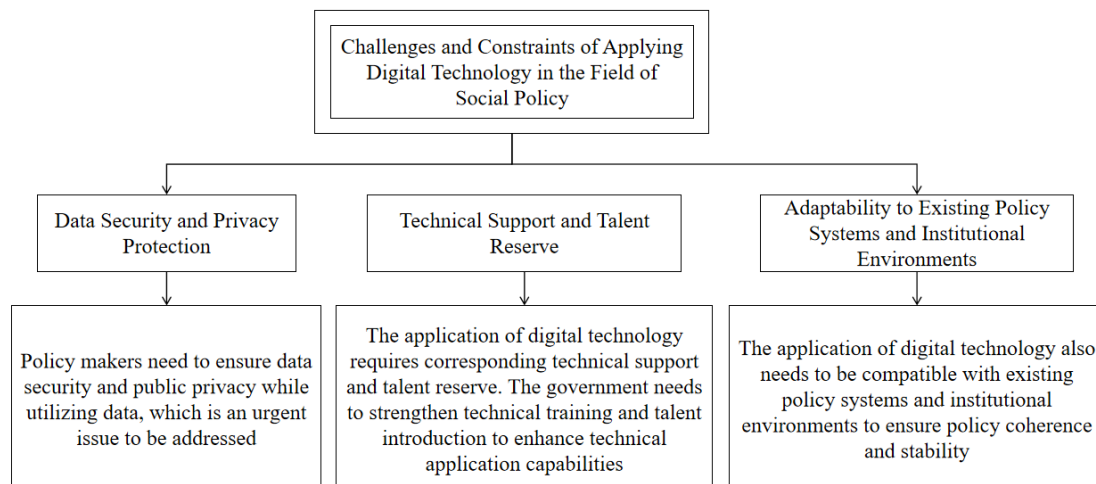 Challenges and Constraints of Applying
Digital Technology in the Field of
Social Policy
Data Security and Privacy
Protection
Technical Support and Talent
Reserve
Adaptability to Existing Policy
Systems and Institutional
Environments
Policy makers need to ensure data
security and public privacy while
utilizing data, which is an urgent
issue to be addressed
The application of digital technology
requires corresponding technical support
and talent reserve. The government needs
to strengthen technical training and talent
introduction to enhance technical
application capabilities
The application of digital technology also
needs to be compatible with existing
policy systems and institutional
environments to ensure policy coherence
and stability